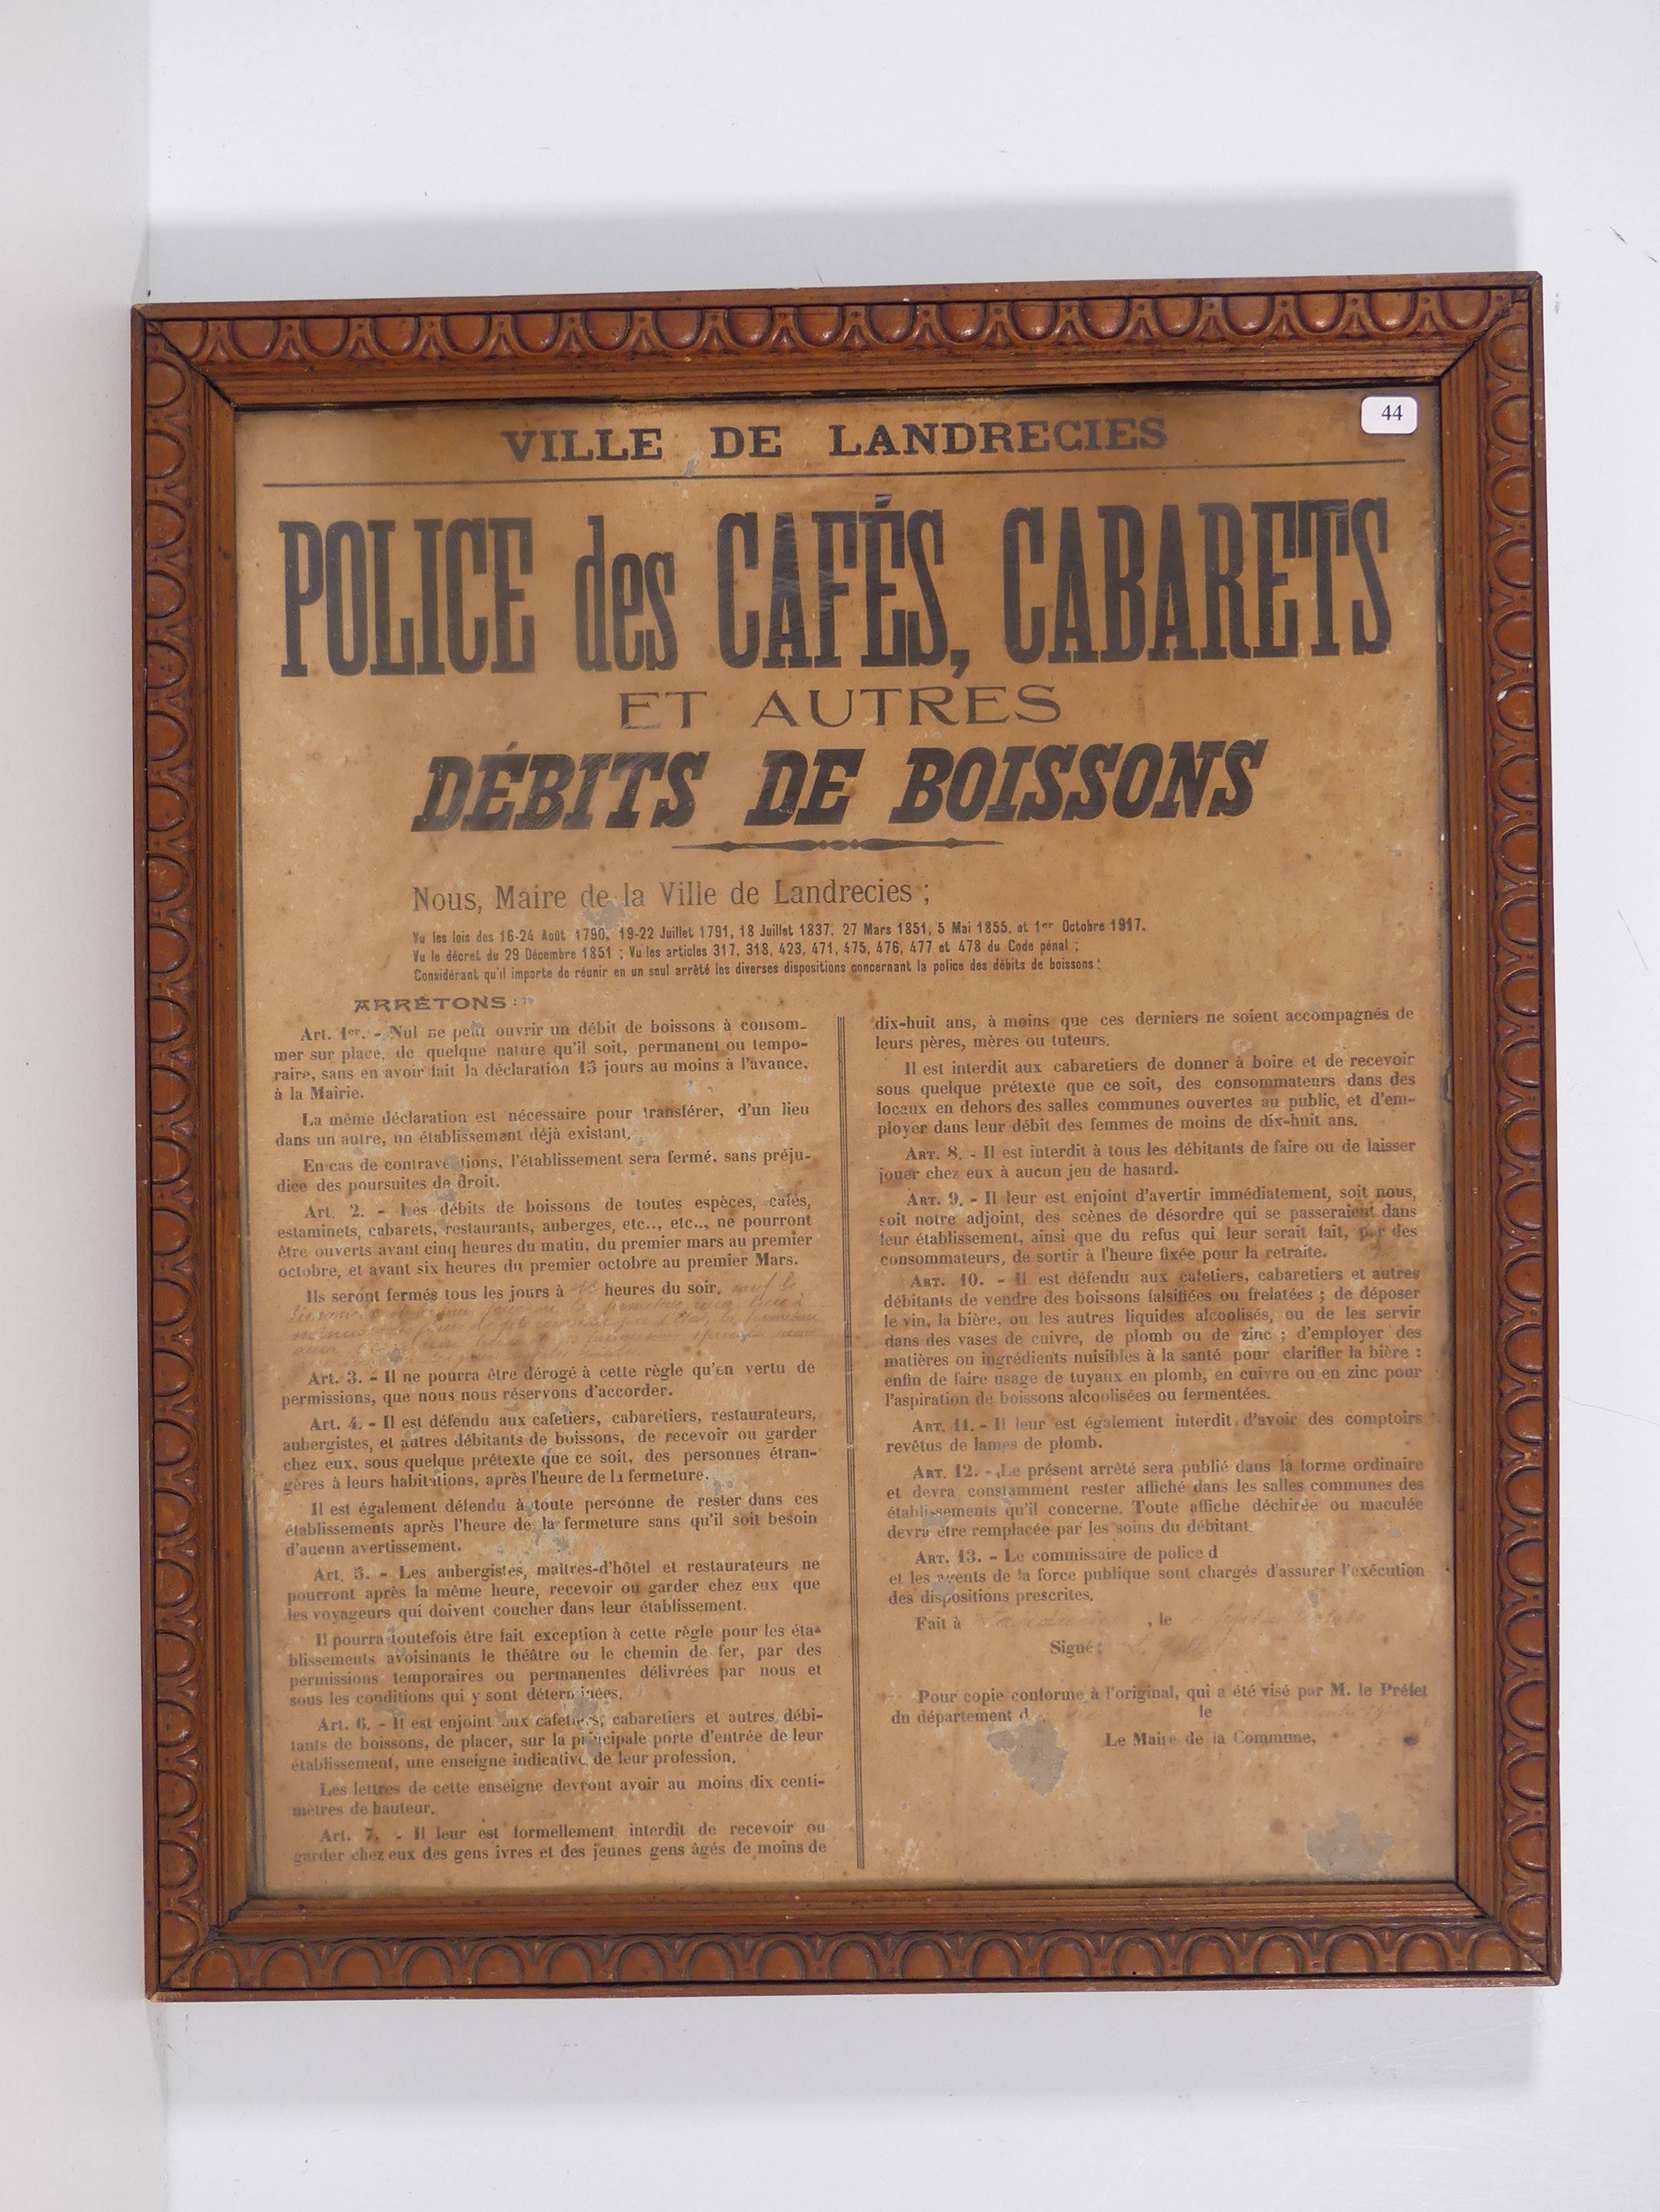 44
VILLE DE LANDRECIES
POLICE des CAFÉS, CABARETS
ET AUTRES
DÉBITS DE BOISSONS
Nous, Maire de la Ville de Landrecies ;
Vu les lois des 16-24 Août 1790, 19-22 Juillet 1791, 18 Juillet 1837, 27 Mars 1851, 5 Mai 1855, et 1er Octobre 1917.
Vu le décret du 29 Décembre 1851 ; Vu les articles 317, 318, 423, 471, 475, 476, 477 et 478 du Code pénal ;
Considérant qu'il importe de réunir en un seul arrêté les diverses dispositions concernant la police des débits de boissons :
ARRÊTONS :
Art. 1er. - Nul ne peut ouvrir un débit de boissons à consom-
mer sur place, de quelque nature qu'il soit, permanent ou tempo-
raire, sans en avoir fait la déclaration 15 jours au moins à l'avance,
à la Mairie.
La même déclaration est nécessaire pour transférer, d'un lieu
dans un autre, un établissement déjà existant.
En cas de contraventions, l'établissement sera fermé, sans préju-
dice des poursuites de droit.
Art. 2. - Les débits de boissons de toutes espèces, cafés,
estaminets, cabarets, restaurants, auberges, etc.., etc.., ne pourront
être ouverts avant cinq heures du matin, du premier mars au premier
octobre, et avant six heures du premier octobre au premier Mars.
Ils seront fermés tous les jours à heures du soir, sauf le
Art. 3. - Il ne pourra être dérogé à cette règle qu'en vertu de
permissions, que nous nous réservons d'accorder.
Art. 4. - Il est défendu aux cafetiers, cabaretiers, restaurateurs,
aubergistes, et autres débitants de boissons, de recevoir ou garder
chez eux, sous quelque prétexte que ce soit, des personnes étran-
gères à leurs habitations, après l'heure de la fermeture.
Il est également défendu à toute personne de rester dans ces
établissements après l'heure de la fermeture sans qu'il soit besoin
d'aucun avertissement.
Art. 5. - Les aubergistes, maîtres-d'hôtel et restaurateurs ne
pourront après la même heure, recevoir ou garder chez eux que
les voyageurs qui doivent coucher dans leur établissement.
Il pourra toutefois être fait exception à cette règle pour les éta-
blissements avoisinants le théâtre ou le chemin de fer, par des
permissions temporaires ou permanentes délivrées par nous et
sous les conditions qui y sont déterminées.
Art. 6. - Il est enjoint aux cafetiers, cabaretiers et autres débi-
tants de boissons, de placer, sur la principale porte d'entrée de leur
établissement, une enseigne indicative de leur profession.
Les lettres de cette enseigne devront avoir au moins dix centi-
mètres de hauteur.
Art. 7. - Il leur est formellement interdit de recevoir ou
garder chez eux des gens ivres et des jeunes gens âgés de moins de
dix-huit ans, à moins que ces derniers ne soient accompagnés de
leurs pères, mères ou tuteurs.
Il est interdit aux cabaretiers de donner à boire et de recevoir
sous quelque prétexte que ce soit, des consommateurs dans des
locaux en dehors des salles communes ouvertes au public, et d'em-
ployer dans leur débit des femmes de moins de dix-huit ans.
ART. 8. - Il est interdit à tous les débitants de faire ou de laisser
jouer chez eux à aucun jeu de hasard.
ART. 9. - Il leur est enjoint d'avertir immédiatement, soit nous,
soit notre adjoint, des scènes de désordre qui se passeraient dans
leur établissement, ainsi que du refus qui leur serait fait, par des
consommateurs, de sortir à l'heure fixée pour la retraite.
ART. 10. - Il est défendu aux cafetiers, cabaretiers et autres
débitants de vendre des boissons falsifiées ou frelatées ; de déposer
le vin, la bière, ou les autres liquides alcoolisés, ou de les servir
dans des vases de cuivre, de plomb ou de zinc ; d'employer des
matières ou ingrédients nuisibles à la santé pour clarifier la bière :
enfin de faire usage de tuyaux en plomb, en cuivre ou en zinc pour
l'aspiration de boissons alcoolisées ou fermentées.
ART. 11. - Il leur est également interdit d'avoir des comptoirs
revêtus de lames de plomb.
ART. 12. - Le présent arrêté sera publié dans la forme ordinaire
et devra constamment rester affiché dans les salles communes des
établissements qu'il concerne. Toute affiche déchirée ou maculée
devra être remplacée par les soins du débitant.
ART. 13. - Le commissaire de police d
et les agents de la force publique sont chargés d'assurer l'exécution
des dispositions prescrites.
Fait à Landrecies , le
Signé :
Pour copie conforme à l'original, qui a été visé par M. le Préfet
du département d le
Le Maire de la Commune,